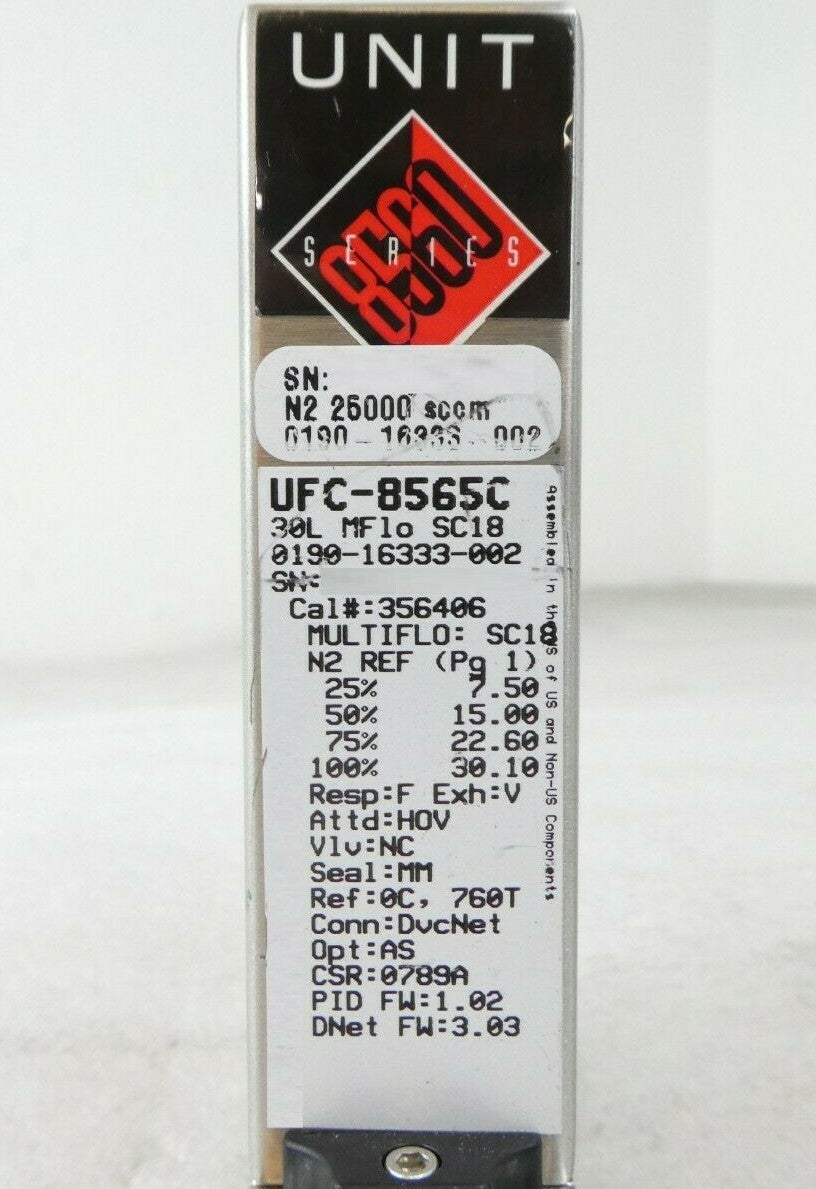 UNIT
8560
SERIES
SN:
N2 25000 sccm
0190-16333-002
UFC-8565C
30L MFlo SC18
0190-16333-002
SN:
Cal#:356406
MULTIFLO: SC18
N2 REF (Pg 1)
25% 7.50
50% 15.00
75% 22.60
100% 30.10
Resp:F Exh:V
Attd:HOV
Vlv:NC
Seal:MM
Ref:0C, 760T
Conn:DvcNet
Opt:AS
CSR:0789A
PID FW:1.02
DNet FW:3.03
assembled in the US of US and Non-US Components